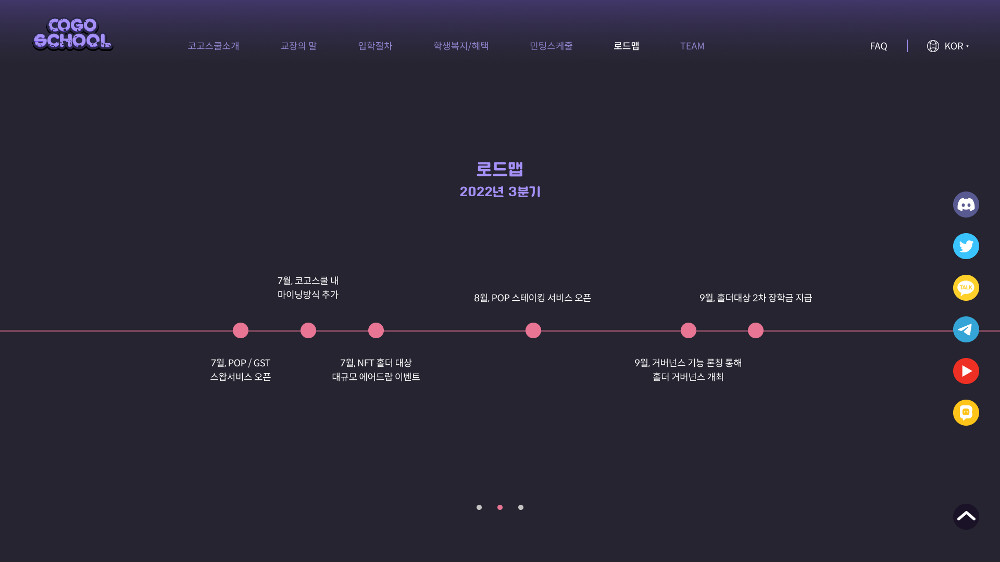 COGO
SCHOOL
코고스쿨소개
교장의 말
입학절차
학생복지/혜택
민팅스케줄
로드맵
TEAM
FAQ
KOR
로드맵
2022년 3분기
7월, 코고스쿨 내
마이닝방식 추가
8월, POP 스테이킹 서비스 오픈
9월, 홀더대상 2차 장학금 지급
7월, POP / GST
스왑서비스 오픈
7월, NFT 홀더 대상
대규모 에어드랍 이벤트
9월, 거버넌스 기능 론칭 통해
홀더 거버넌스 개최
TALK